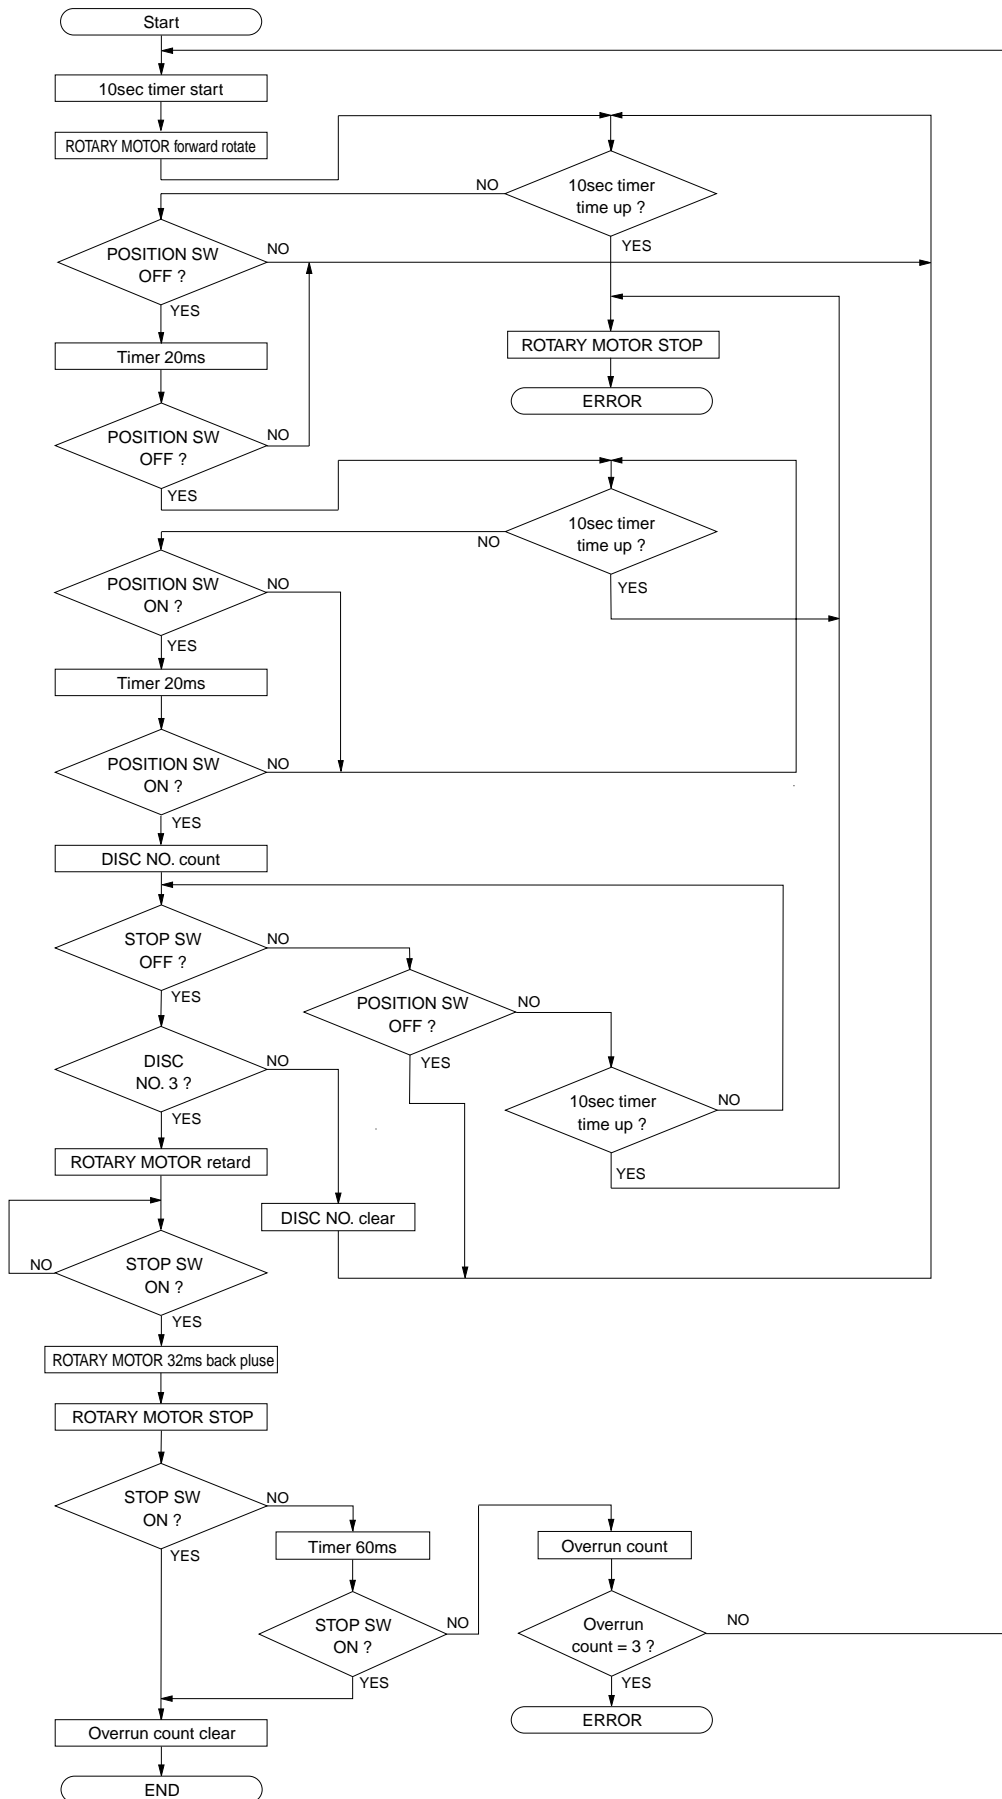 Start
10sec timer start
ROTARY MOTOR forward rotate
10sec timer
time up ?
NO
YES
POSITION SW
OFF ?
NO
YES
ROTARY MOTOR STOP
ERROR
Timer 20ms
POSITION SW
OFF ?
NO
YES
10sec timer
time up ?
NO
YES
POSITION SW
ON ?
NO
YES
Timer 20ms
POSITION SW
ON ?
NO
YES
DISC NO. count
STOP SW
OFF ?
NO
YES
POSITION SW
OFF ?
NO
YES
DISC
NO. 3 ?
NO
YES
10sec timer
time up ?
NO
YES
ROTARY MOTOR retard
DISC NO. clear
STOP SW
ON ?
NO
YES
ROTARY MOTOR 32ms back pluse
ROTARY MOTOR STOP
STOP SW
ON ?
NO
YES
Timer 60ms
STOP SW
ON ?
NO
YES
Overrun count
Overrun
count = 3 ?
NO
YES
ERROR
Overrun count clear
END